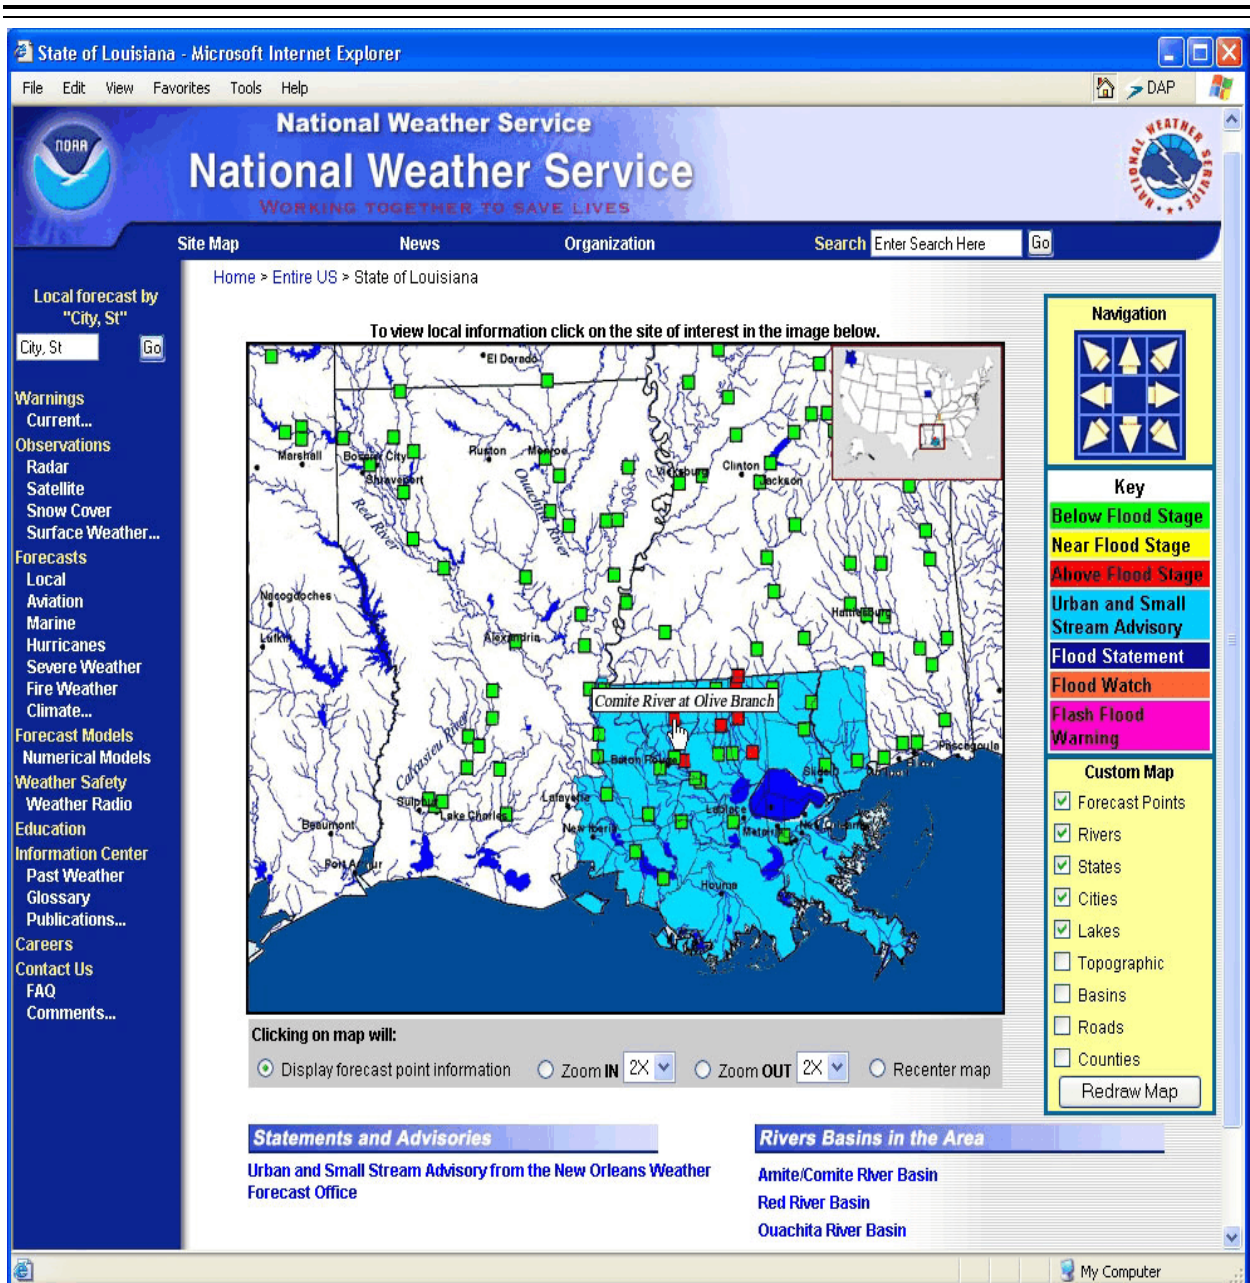 State of Louisiana - Microsoft Internet Explorer
File Edit View Favorites Tools Help
DAP
NOAA
National Weather Service
National Weather Service
WORKING TOGETHER TO SAVE LIVES
NATIONAL WEATHER SERVICE
Site Map News Organization Search Enter Search Here Go
Home > Entire US > State of Louisiana
Local forecast by
"City, St"
City, St Go
Warnings
Current...
Observations
Radar
Satellite
Snow Cover
Surface Weather...
Forecasts
Local
Aviation
Marine
Hurricanes
Severe Weather
Fire Weather
Climate...
Forecast Models
Numerical Models
Weather Safety
Weather Radio
Education
Information Center
Past Weather
Glossary
Publications...
Careers
Contact Us
FAQ
Comments...
To view local information click on the site of interest in the image below.
El Dorado
Marshall
Bossier City
Shreveport
Ruston
Monroe
Vicksburg
Clinton
Jackson
Red River
Ouachita River
Nacogdoches
Lufkin
Alexandria
Hattiesburg
Comite River at Olive Branch
Calcasieu River
Baton Rouge
Slidell
Pascagoula
Sulphur
Lake Charles
Lafayette
Laplace
Beaumont
New Iberia
Metairie
New Orleans
Port Arthur
Houma
Navigation
Key
Below Flood Stage
Near Flood Stage
Above Flood Stage
Urban and Small
Stream Advisory
Flood Statement
Flood Watch
Flash Flood
Warning
Custom Map
Forecast Points
Rivers
States
Cities
Lakes
Topographic
Basins
Roads
Counties
Redraw Map
Clicking on map will:
Display forecast point information Zoom IN 2X Zoom OUT 2X Recenter map
Statements and Advisories
Urban and Small Stream Advisory from the New Orleans Weather
Forecast Office
Rivers Basins in the Area
Amite/Comite River Basin
Red River Basin
Ouachita River Basin
My Computer